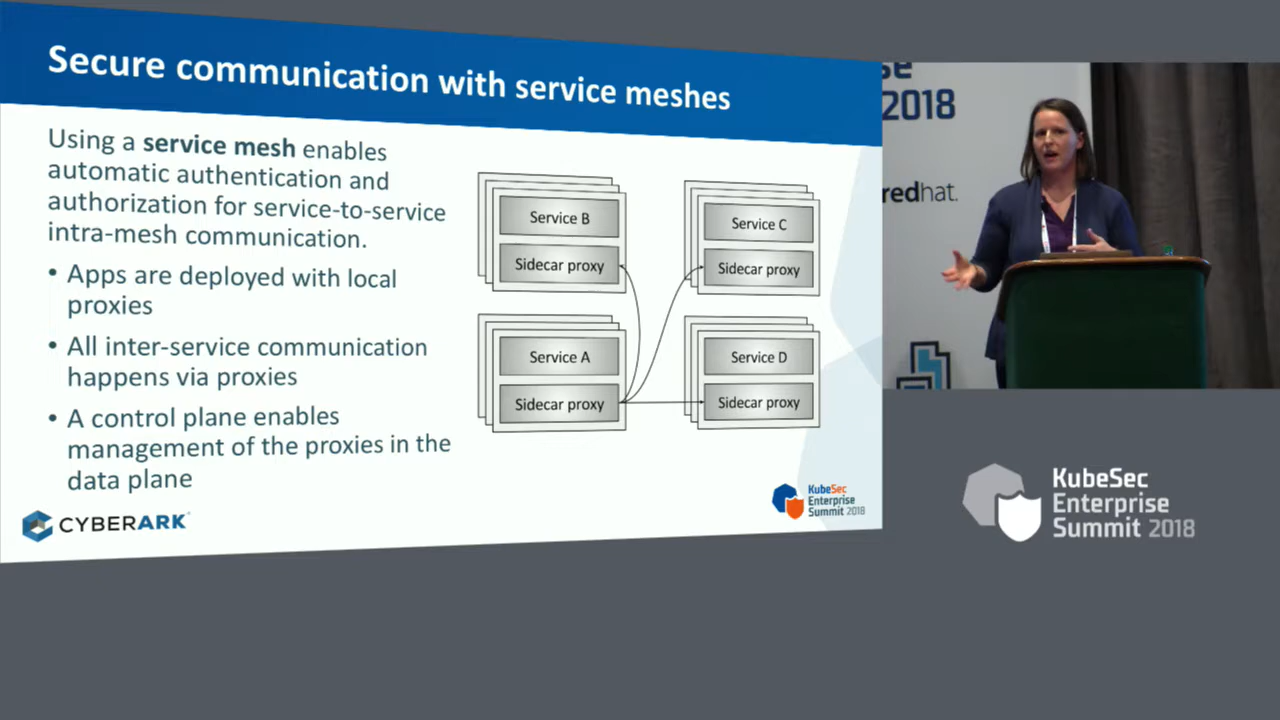 Secure communication with service meshes
Using a service mesh enables
automatic authentication and
authorization for service-to-service
intra-mesh communication.
• Apps are deployed with local
proxies
• All inter-service communication
happens via proxies
• A control plane enables
management of the proxies in the
data plane
Service B
Sidecar proxy
Service C
Sidecar proxy
Service A
Sidecar proxy
Service D
Sidecar proxy
CYBERARK
KubeSec
Enterprise
Summit 2018
se
2018
redhat.
KubeSec
Enterprise
Summit 2018